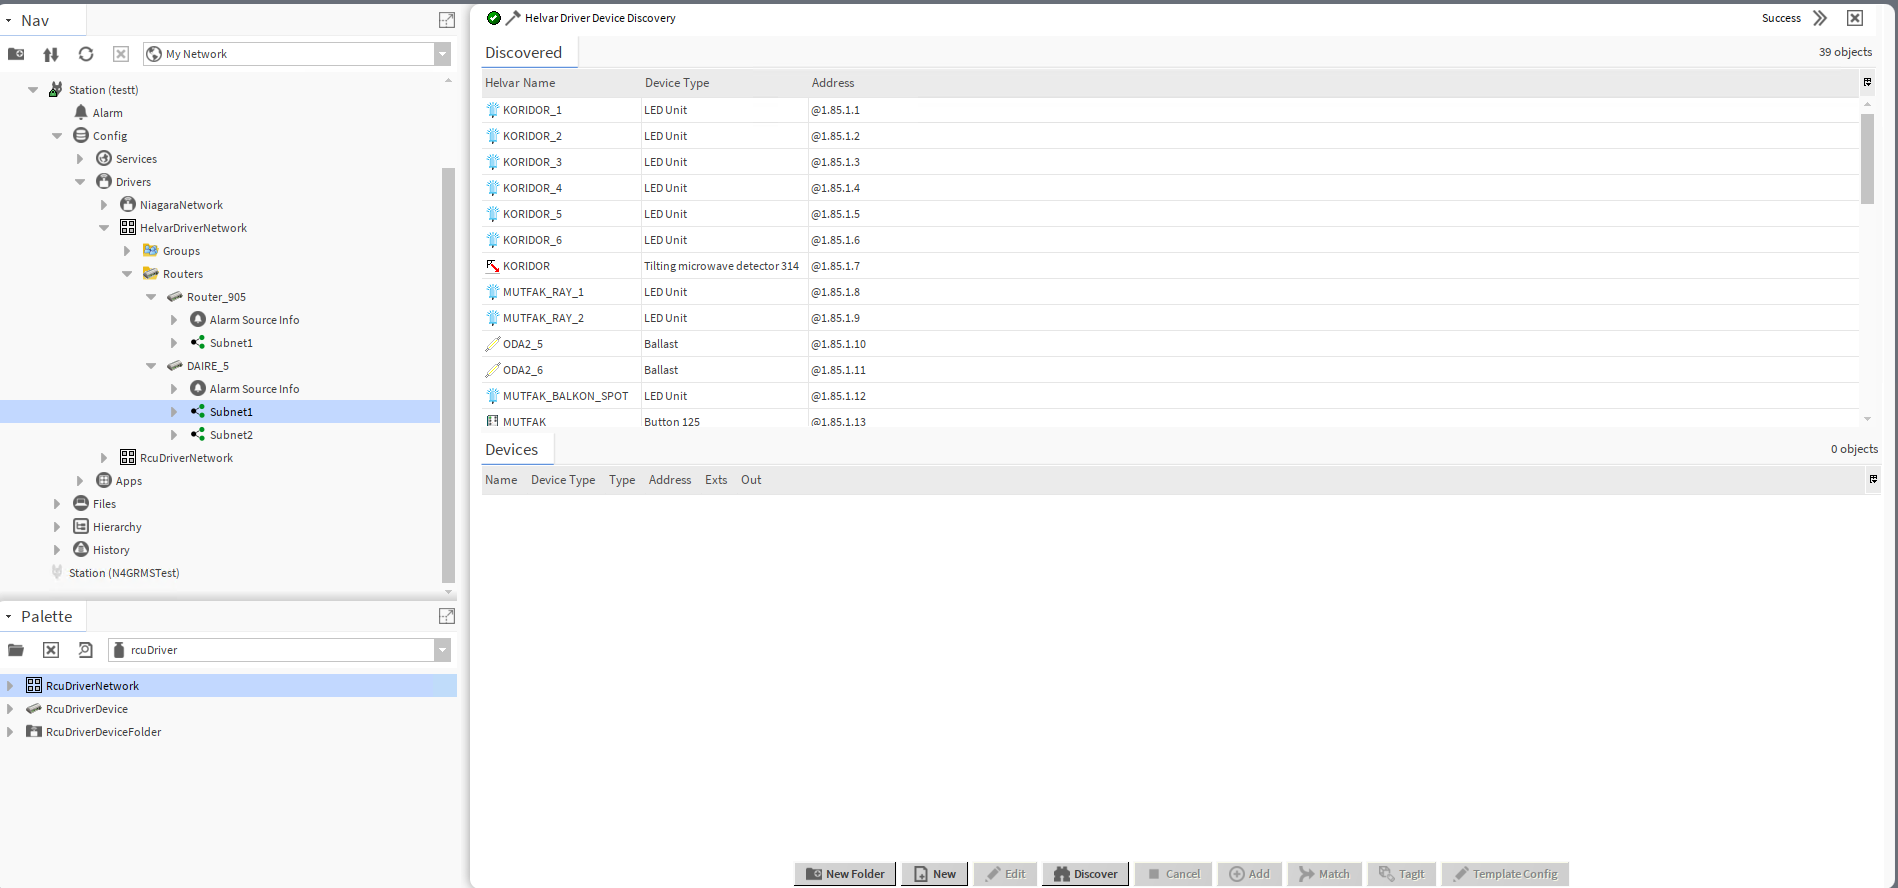 Nav
My Network
Station (testt)
Alarm
Config
Services
Drivers
NiagaraNetwork
HelvarDriverNetwork
Groups
Routers
Router_905
Alarm Source Info
Subnet1
DAIRE_5
Alarm Source Info
Subnet1
Subnet2
RcuDriverNetwork
Apps
Files
Hierarchy
History
Station (N4GRMSTest)
Palette
rcuDriver
RcuDriverNetwork
RcuDriverDevice
RcuDriverDeviceFolder
Helvar Driver Device Discovery Success
Discovered 39 objects
Helvar Name Device Type Address
KORIDOR_1 LED Unit @1.85.1.1
KORIDOR_2 LED Unit @1.85.1.2
KORIDOR_3 LED Unit @1.85.1.3
KORIDOR_4 LED Unit @1.85.1.4
KORIDOR_5 LED Unit @1.85.1.5
KORIDOR_6 LED Unit @1.85.1.6
KORIDOR Tilting microwave detector 314 @1.85.1.7
MUTFAK_RAY_1 LED Unit @1.85.1.8
MUTFAK_RAY_2 LED Unit @1.85.1.9
ODA2_5 Ballast @1.85.1.10
ODA2_6 Ballast @1.85.1.11
MUTFAK_BALKON_SPOT LED Unit @1.85.1.12
MUTFAK Button 125 @1.85.1.13
Devices 0 objects
Name Device Type Type Address Exts Out
New Folder New Edit Discover Cancel Add Match TagIt Template Config